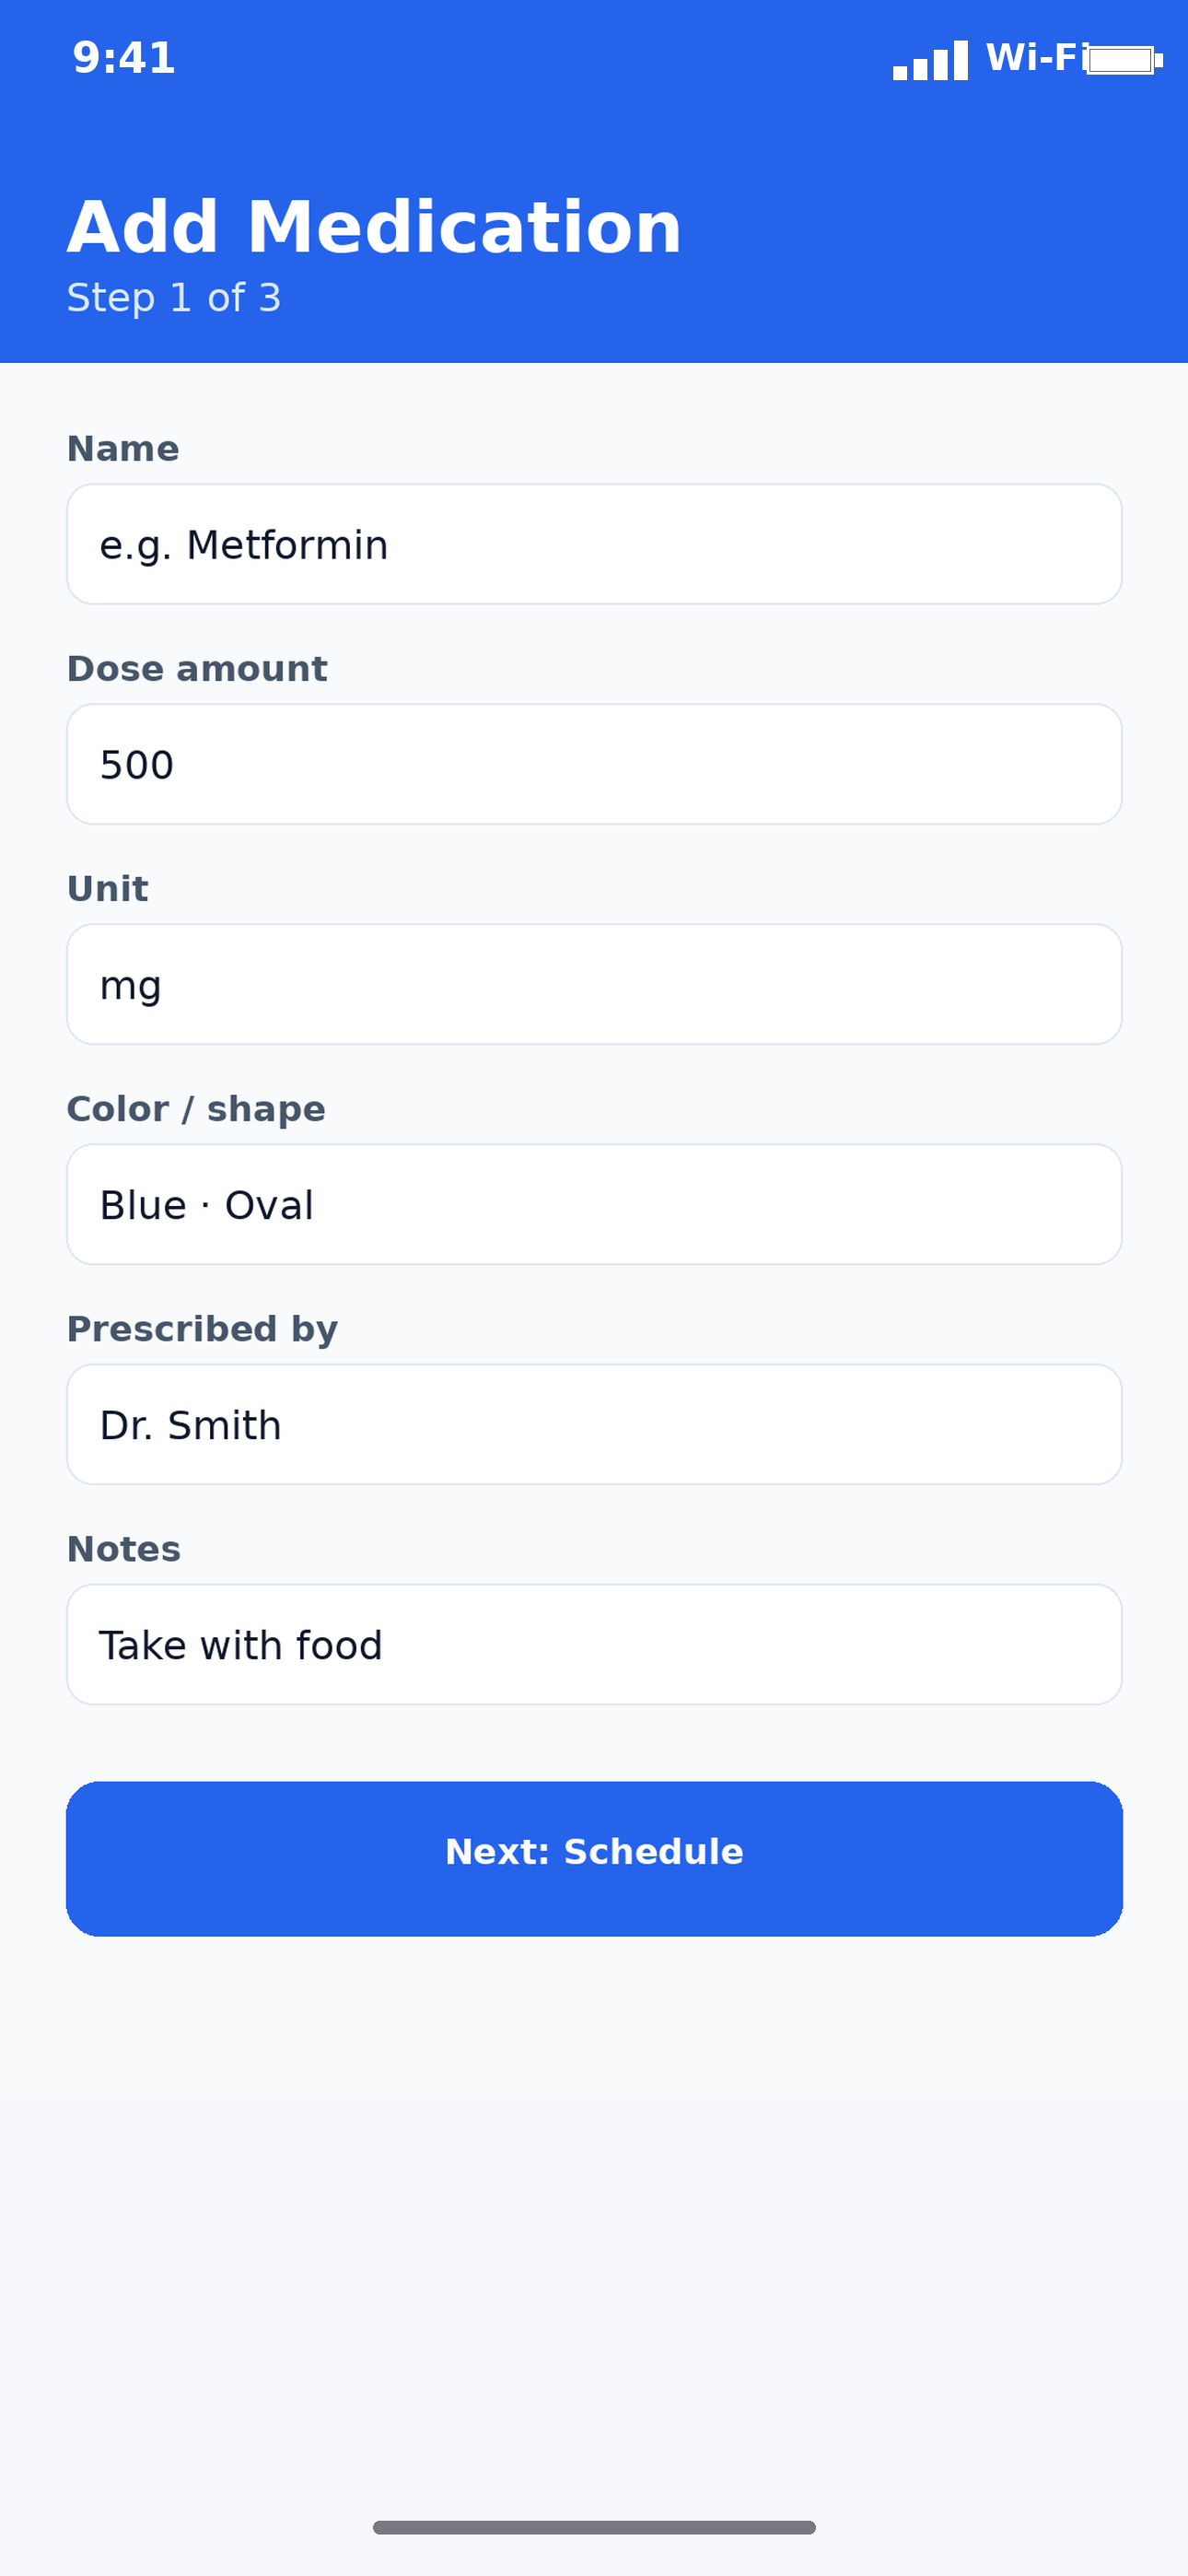 9:41
Wi-Fi
Add Medication
Step 1 of 3
Name
e.g. Metformin
Dose amount
500
Unit
mg
Color / shape
Blue · Oval
Prescribed by
Dr. Smith
Notes
Take with food
Next: Schedule